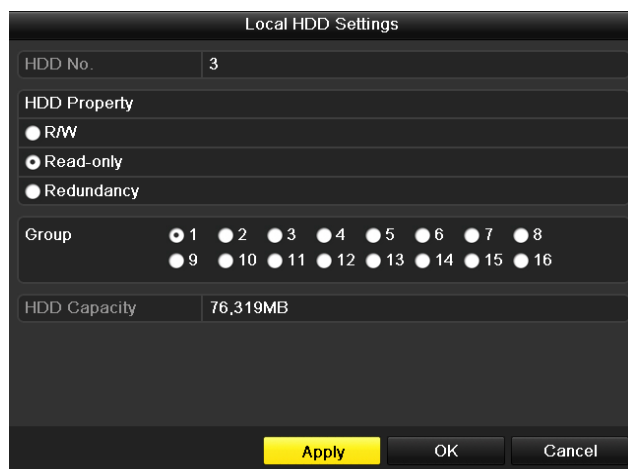 Local HDD Settings
HDD No. 3
HDD Property
R/W
Read-only
Redundancy
Group 1 2 3 4 5 6 7 8
9 10 11 12 13 14 15 16
HDD Capacity 76,319MB
Apply OK Cancel